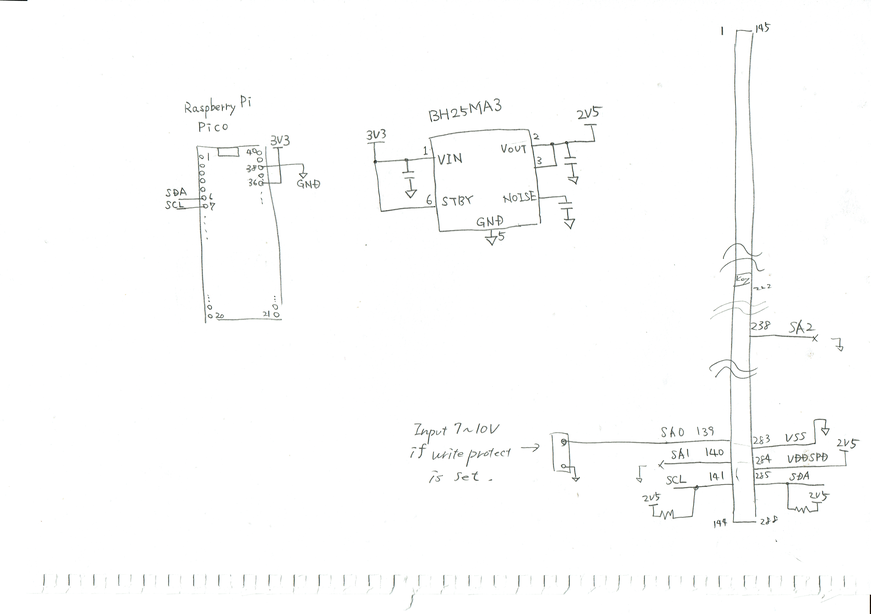 Raspberry Pi
Pico
1
40
3V3
38
36
GND
SDA
6
SCL
7
20
21
BH25MA3
3V3
1
VIN
VOUT
2
2V5
3
6
STBY
NOISE
GND
5
1
145
222
238
SA2
Input 7~10V
if write protect →
is set.
SA0 139
283 VSS
SA1 140
284 VDDSPD
2V5
SCL 141
285 SDA
2V5
2V5
144
288